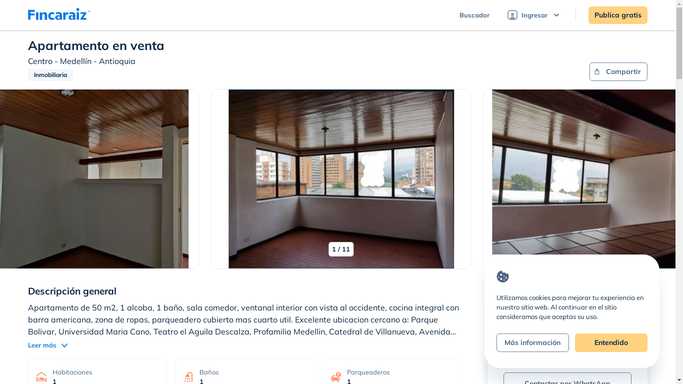 Fincaraiz
Buscador
Ingresar
Publica gratis
Apartamento en venta
Centro - Medellín - Antioquia
Inmobiliaria
Compartir
1 / 11
Descripción general
Apartamento de 50 m2, 1 alcoba, 1 baño, sala comedor, ventanal interior con vista al occidente, cocina integral con
barra americana, zona de ropas, parqueadero cubierto mas cuarto util. Excelente ubicacion cercano a: Parque
Bolivar, Universidad Maria Cano, Teatro el Aguila Descalza, Profamilia Medellin, Catedral de Villanueva, Avenida...
Leer más
Habitaciones
1
Baños
1
Parqueaderos
1
Utilizamos cookies para mejorar tu experiencia en
nuestro sitio web. Al continuar en el sitio
consideramos que aceptas su uso.
Más información
Entendido
Contactar por WhatsApp